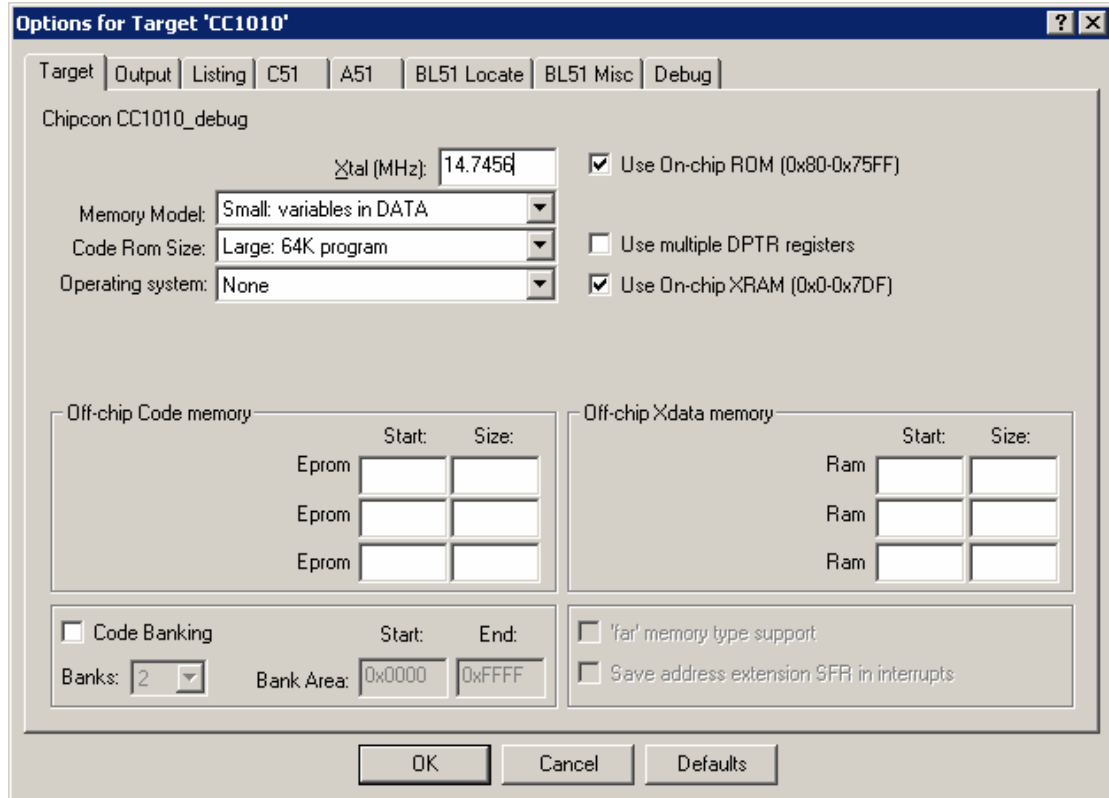 Options for Target 'CC1010'
Target Output Listing C51 A51 BL51 Locate BL51 Misc Debug
Chipcon CC1010_debug
Xtal (MHz): 14.7456 Use On-chip ROM (0x80-0x75FF)
Memory Model: Small: variables in DATA
Code Rom Size: Large: 64K program Use multiple DPTR registers
Operating system: None Use On-chip XRAM (0x0-0x7DF)
Off-chip Code memory Off-chip Xdata memory
Start: Size: Start: Size:
Eprom Ram
Eprom Ram
Eprom Ram
Code Banking Start: End: 'far' memory type support
Banks: 2 Bank Area: 0x0000 0xFFFF Save address extension SFR in interrupts
OK Cancel Defaults